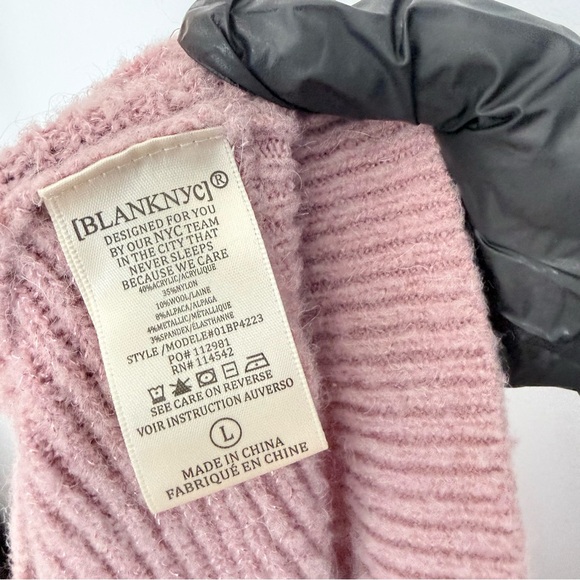 [BLANKNYC]®
DESIGNED FOR YOU
BY OUR NYC TEAM
IN THE CITY THAT
NEVER SLEEPS
BECAUSE WE CARE
40%ACRYLIC/ACRYLIQUE
35%NYLON
10%WOOL/LAINE
8%ALPACA/ALPAGA
4%METALLIC/MÉTALLIQUE
3%SPANDEX/ÉLASTHANNE
STYLE /MODELE#01BP4223
PO# 112981
RN# 114542
SEE CARE ON REVERSE
VOIR INSTRUCTION AUVERSO
L
MADE IN CHINA
FABRIQUÉ EN CHINE